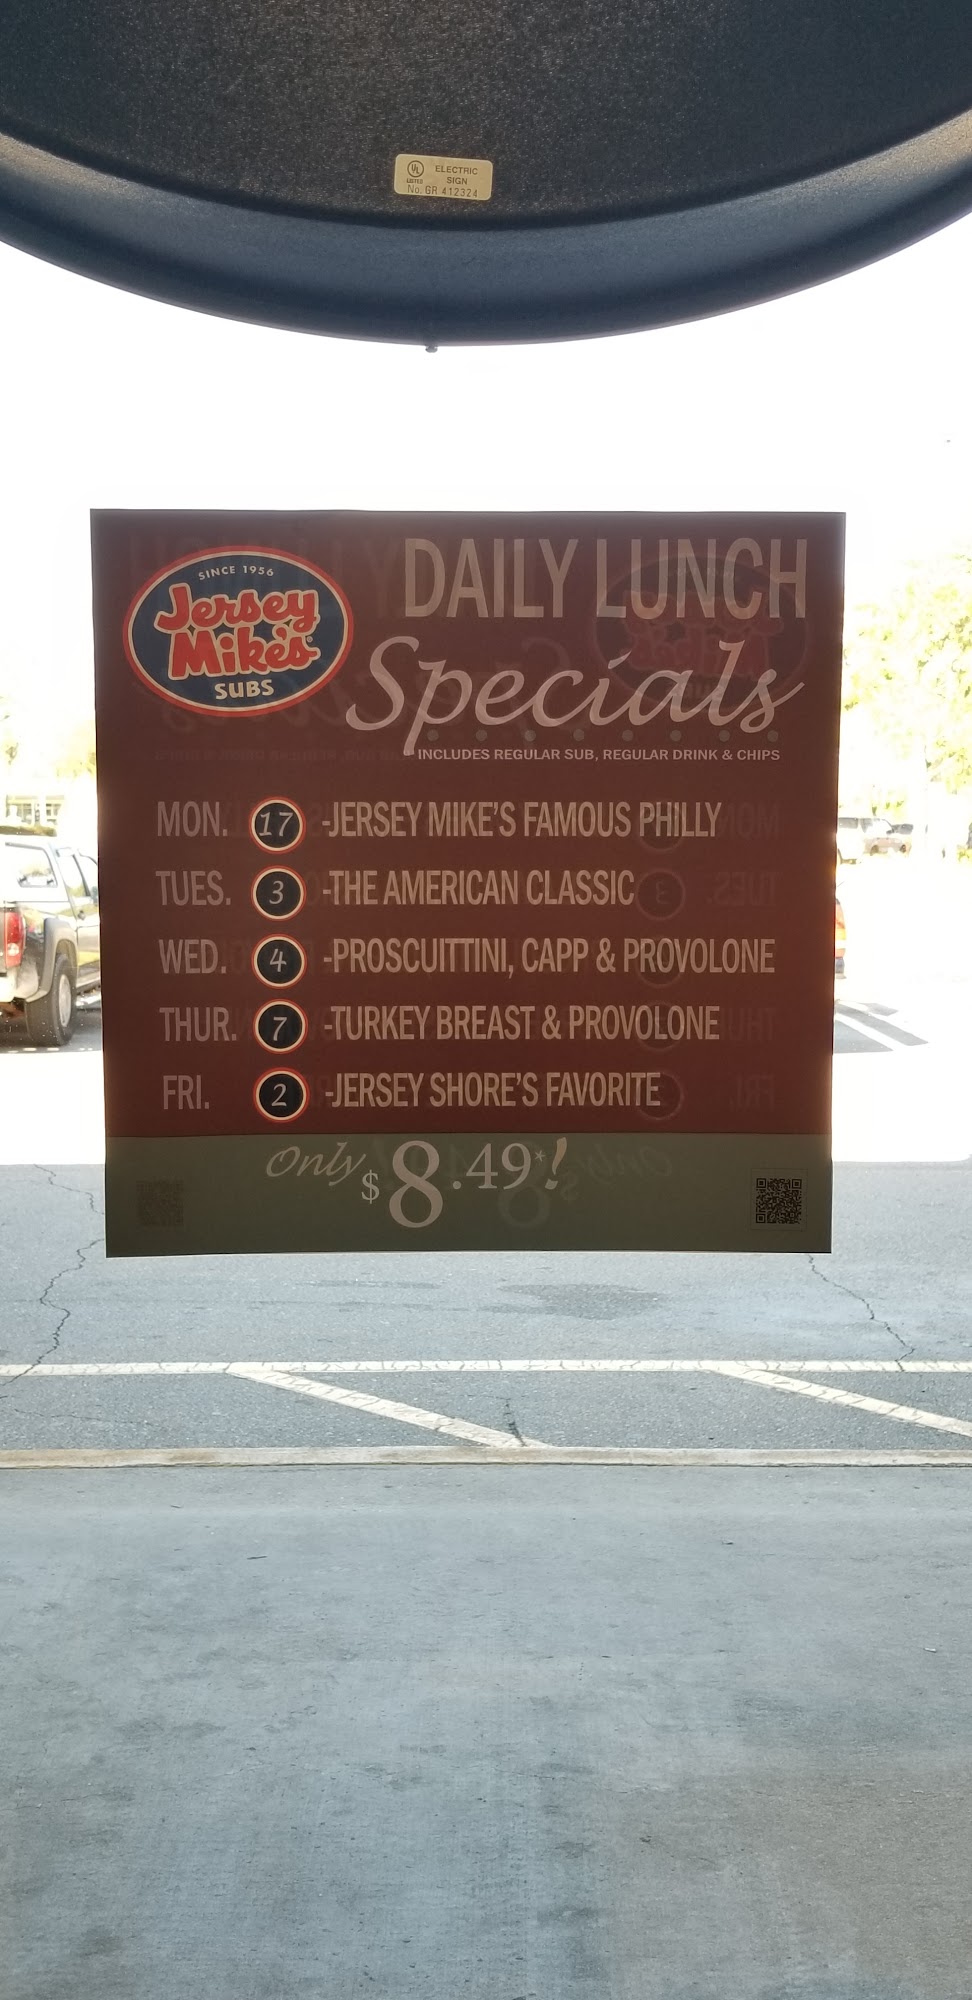 UL LISTED ELECTRIC SIGN
No. GR 412324
SINCE 1956
Jersey
Mike's
SUBS
DAILY LUNCH
Specials
INCLUDES REGULAR SUB, REGULAR DRINK & CHIPS
MON. 17 -JERSEY MIKE'S FAMOUS PHILLY
TUES. 3 -THE AMERICAN CLASSIC
WED. 4 -PROSCUITTINI, CAPP & PROVOLONE
THUR. 7 -TURKEY BREAST & PROVOLONE
FRI. 2 -JERSEY SHORE'S FAVORITE
Only $8.49*!